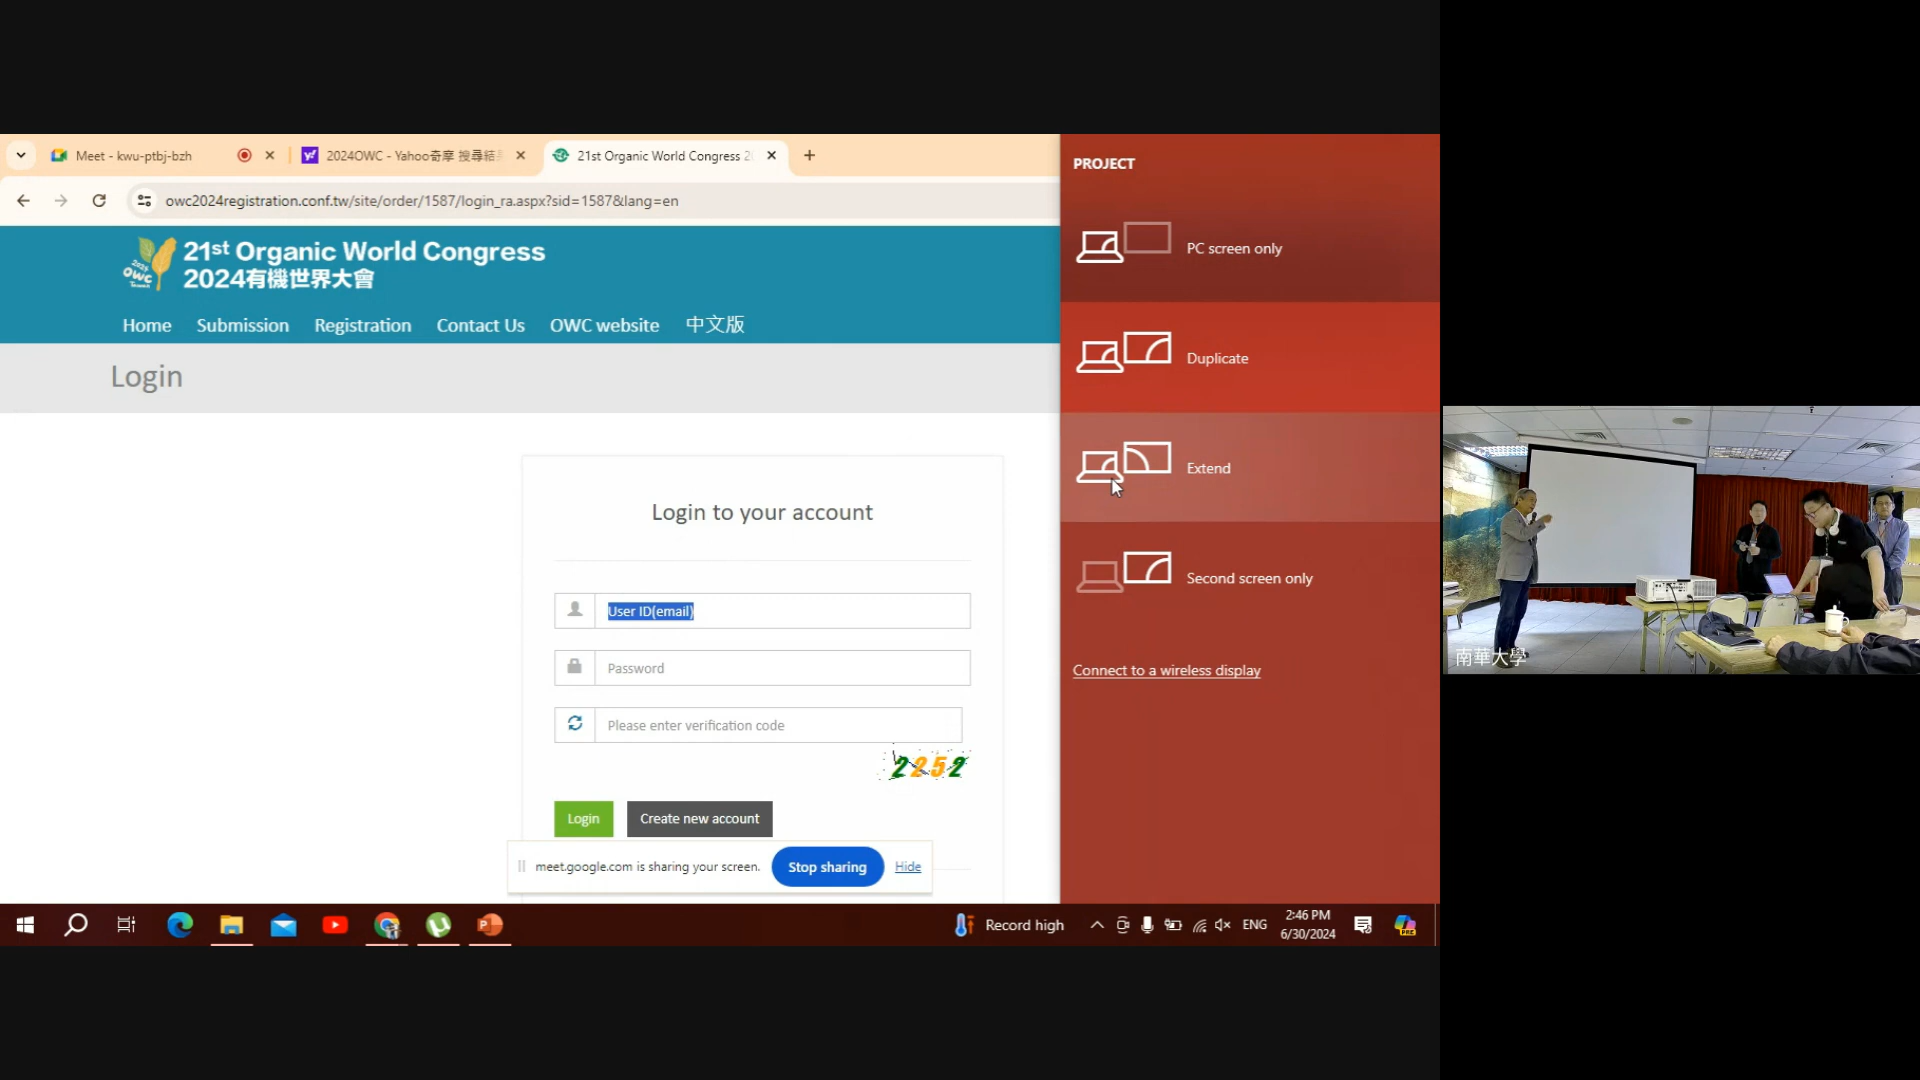 Meet - kwu-ptbj-bzh
2024OWC - Yahoo奇摩 搜尋結
21st Organic World Congress 2
owc2024registration.conf.tw/site/order/1587/login_ra.aspx?sid=1587&lang=en
2024 OWC Taiwan
21st Organic World Congress
2024有機世界大會
Home Submission Registration Contact Us OWC website 中文版
Login
Login to your account
User ID(email)
Password
Please enter verification code
2252
Login Create new account
meet.google.com is sharing your screen. Stop sharing Hide
PROJECT
PC screen only
Duplicate
Extend
Second screen only
Connect to a wireless display
Record high
ENG
2:46 PM
6/30/2024
PRE
南華大學